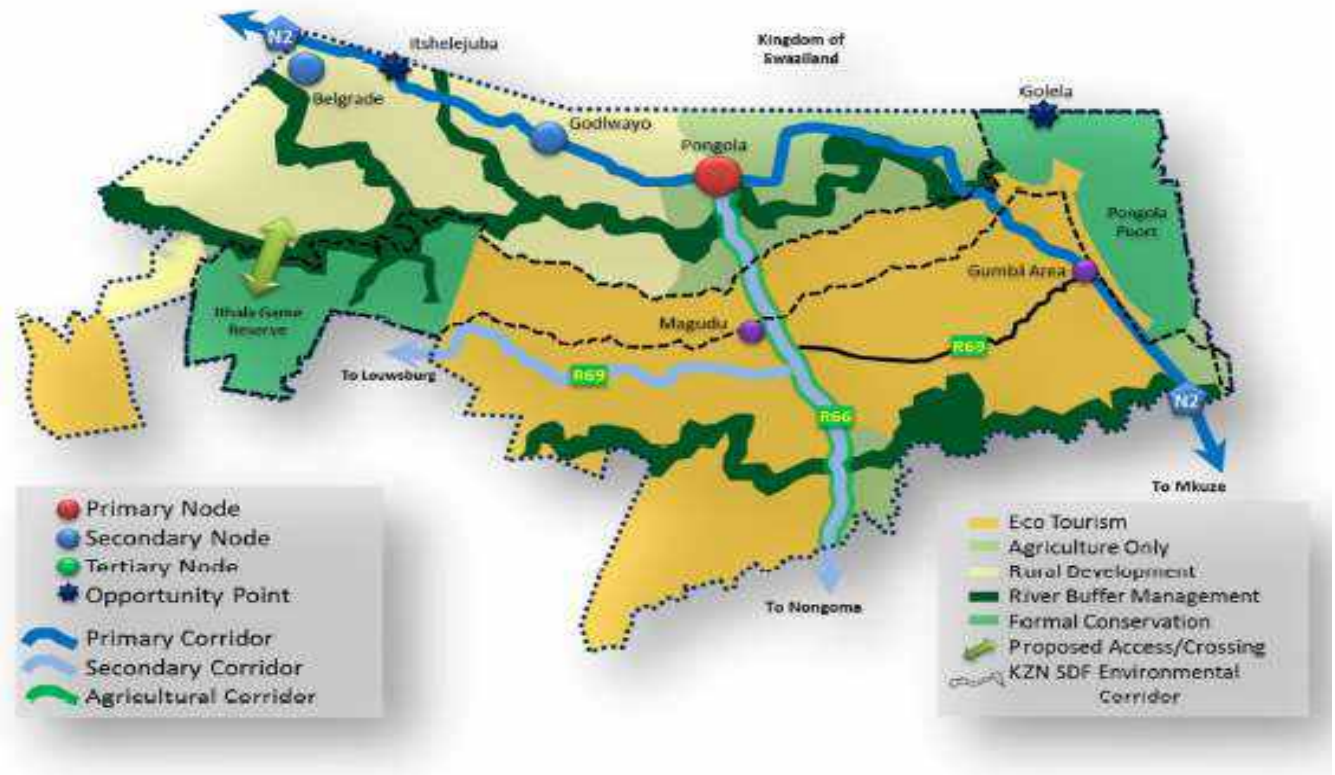 N2
Itshelejuba
Kingdom of
Swaziland
Golela
Belgrade
Godlwayo
Pongola
Pongola
Poort
Gumbi Area
Ithala Game
Reserve
Magudu
R69
To Louwsburg
R69
R66
N2
To Mkuze
To Nongoma
Primary Node
Secondary Node
Tertiary Node
Opportunity Point
Primary Corridor
Secondary Corridor
Agricultural Corridor
Eco Tourism
Agriculture Only
Rural Development
River Buffer Management
Formal Conservation
Proposed Access/Crossing
KZN SDF Environmental
Corridor